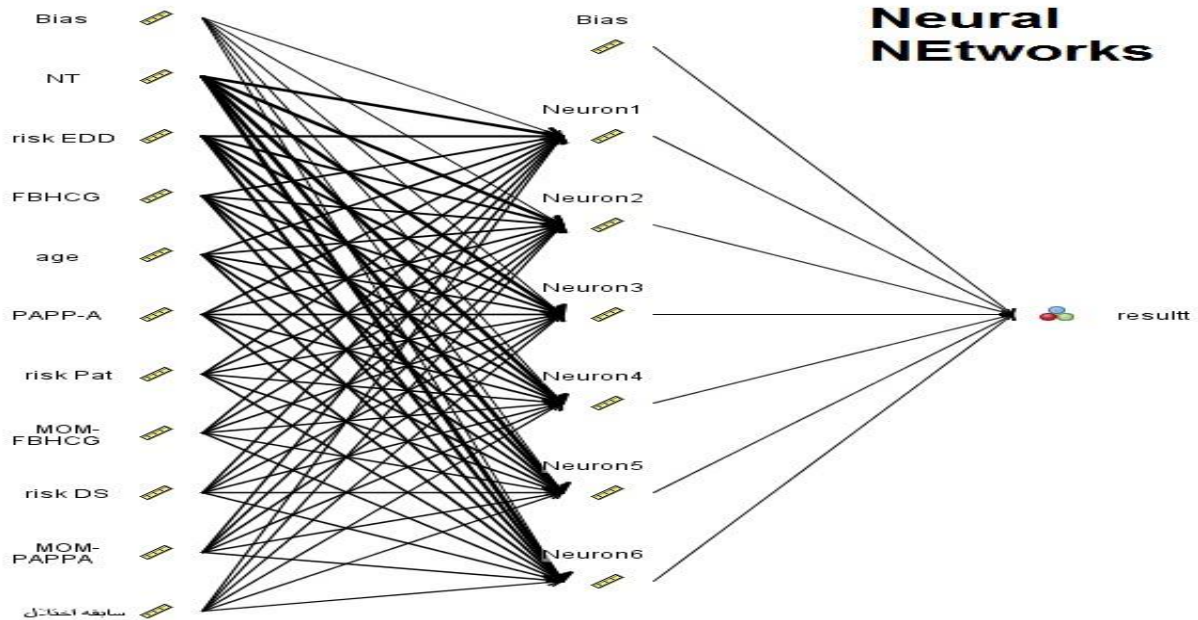 Neural
NEtworks
Bias
NT
risk EDD
FBHCG
age
PAPP-A
risk Pat
MOM-
FBHCG
risk DS
MOM-
PAPPA
سابقه اختلال
Bias
Neuron1
Neuron2
Neuron3
Neuron4
Neuron5
Neuron6
resultt